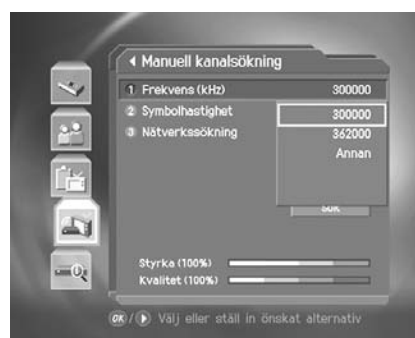 Manuell kanalsökning
1 Frekvens (kHz) 300000
2 Symbolhastighet 300000
3 Nätverkssökning 362000
Annan
SÖK
Styrka (100%)
Kvalitet (100%)
OK / Välj eller ställ in önskat alternativ